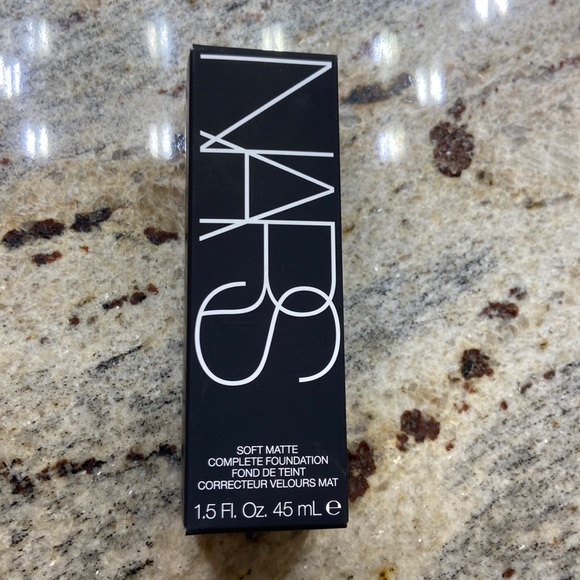 NARS
SOFT MATTE
COMPLETE FOUNDATION
FOND DE TEINT
CORRECTEUR VELOURS MAT
1.5 Fl. Oz. 45 mL ℮